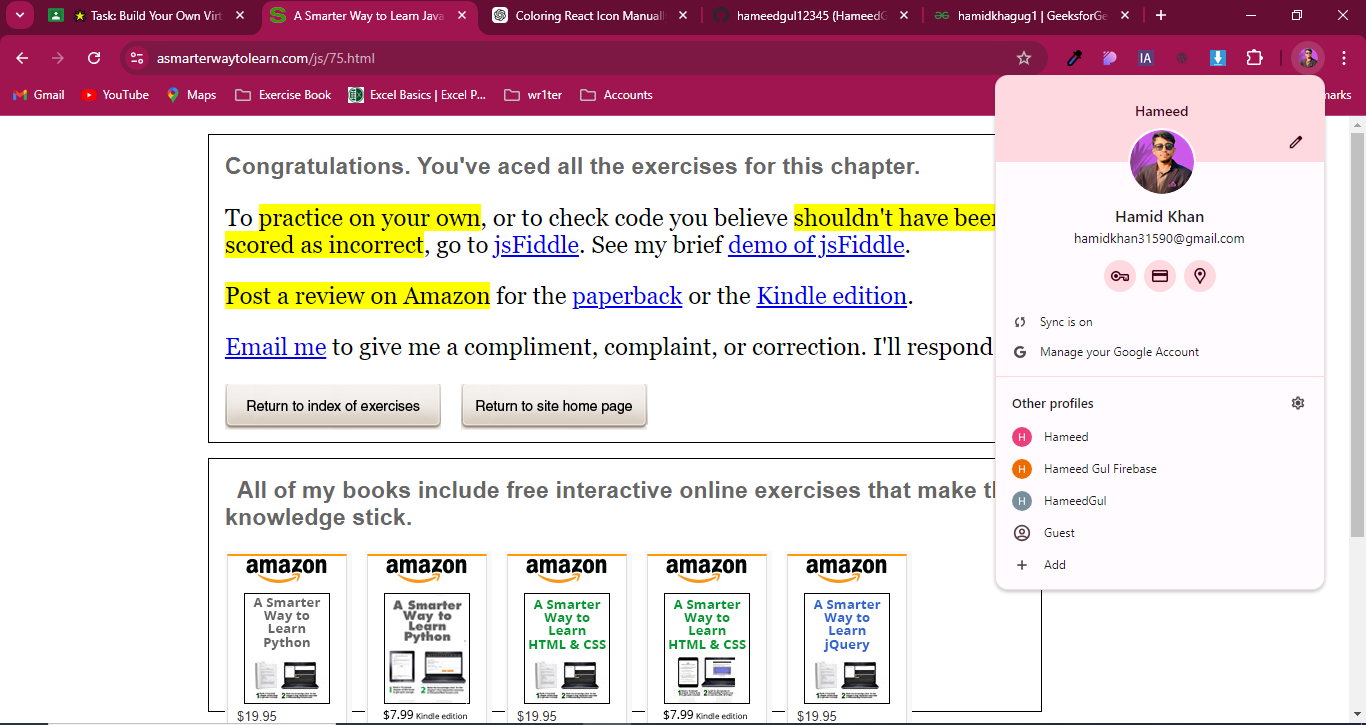 Task: Build Your Own Virt
A Smarter Way to Learn Java
Coloring React Icon Manuall
hameedgul12345 (HameedG
hamidkhagug1 | GeeksforGe
asmarterwaytolearn.com/js/75.html
IA
Gmail
YouTube
Maps
Exercise Book
Excel Basics | Excel P...
wr1ter
Accounts
marks
Hameed
Hamid Khan
hamidkhan31590@gmail.com
Sync is on
Manage your Google Account
Other profiles
H Hameed
H Hameed Gul Firebase
H HameedGul
Guest
Add
Congratulations. You've aced all the exercises for this chapter.
To practice on your own, or to check code you believe shouldn't have been
scored as incorrect, go to jsFiddle. See my brief demo of jsFiddle.
Post a review on Amazon for the paperback or the Kindle edition.
Email me to give me a compliment, complaint, or correction. I'll respond
Return to index of exercises
Return to site home page
All of my books include free interactive online exercises that make th
knowledge stick.
amazon
A Smarter
Way to
Learn
Python
$19.95
amazon
A Smarter
Way to
Learn
Python
$7.99 Kindle edition
amazon
A Smarter
Way to
Learn
HTML & CSS
$19.95
amazon
A Smarter
Way to
Learn
HTML & CSS
$7.99 Kindle edition
amazon
A Smarter
Way to
Learn
jQuery
$19.95